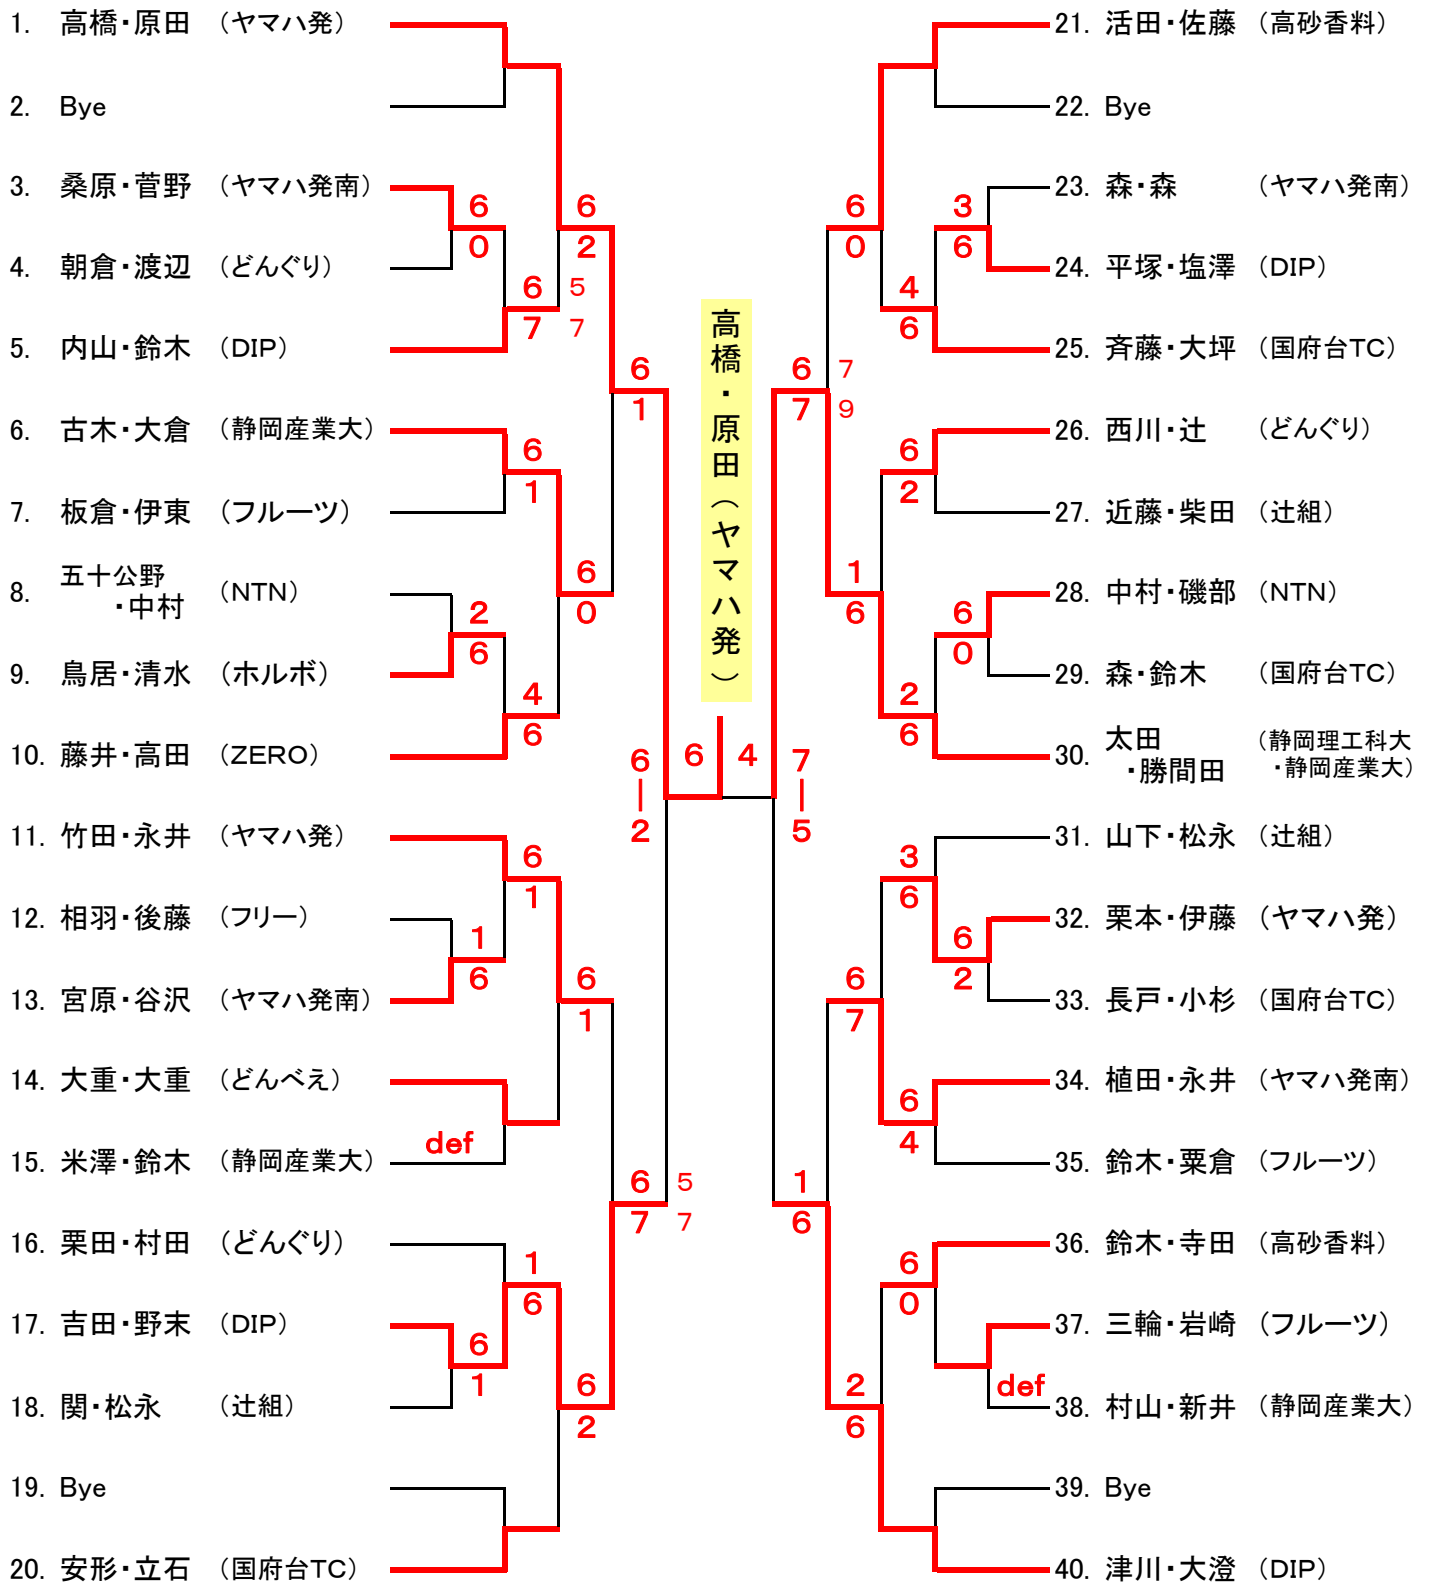 1. 高橋・原田 （ヤマハ発）
2. Bye
3. 桑原・菅野 （ヤマハ発南）
6
0
4. 朝倉・渡辺 （どんぐり）
6 5
7 7
6
2
5. 内山・鈴木 （DIP）
6
1
6. 古木・大倉 （静岡産業大）
6
1
7. 板倉・伊東 （フルーツ）
6
0
8. 五十公野
・中村 （NTN）
2
6
9. 鳥居・清水 （ホルボ）
4
6
10. 藤井・高田 （ZERO）
6
2
11. 竹田・永井 （ヤマハ発）
6
1
12. 相羽・後藤 （フリー）
1
6
13. 宮原・谷沢 （ヤマハ発南）
6
1
14. 大重・大重 （どんべえ）
15. 米澤・鈴木 （静岡産業大）
def
6 5
7 7
16. 栗田・村田 （どんぐり）
1
6
17. 吉田・野末 （DIP）
6
1
18. 関・松永 （辻組）
6
2
19. Bye
20. 安形・立石 （国府台TC）
高橋・原田（ヤマハ発）
6 4
21. 活田・佐藤 （高砂香料）
22. Bye
6
0
23. 森・森 （ヤマハ発南）
3
6
24. 平塚・塩澤 （DIP）
4
6
25. 斉藤・大坪 （国府台TC）
6 7
7 9
26. 西川・辻 （どんぐり）
6
2
27. 近藤・柴田 （辻組）
1
6
28. 中村・磯部 （NTN）
6
0
29. 森・鈴木 （国府台TC）
2
6
30. 太田
・勝間田 （静岡理工科大
・静岡産業大）
7
5
31. 山下・松永 （辻組）
3
6
32. 栗本・伊藤 （ヤマハ発）
6
2
33. 長戸・小杉 （国府台TC）
6
7
34. 植田・永井 （ヤマハ発南）
6
4
35. 鈴木・粟倉 （フルーツ）
1
6
36. 鈴木・寺田 （高砂香料）
6
0
37. 三輪・岩崎 （フルーツ）
def
38. 村山・新井 （静岡産業大）
2
6
39. Bye
40. 津川・大澄 （DIP）